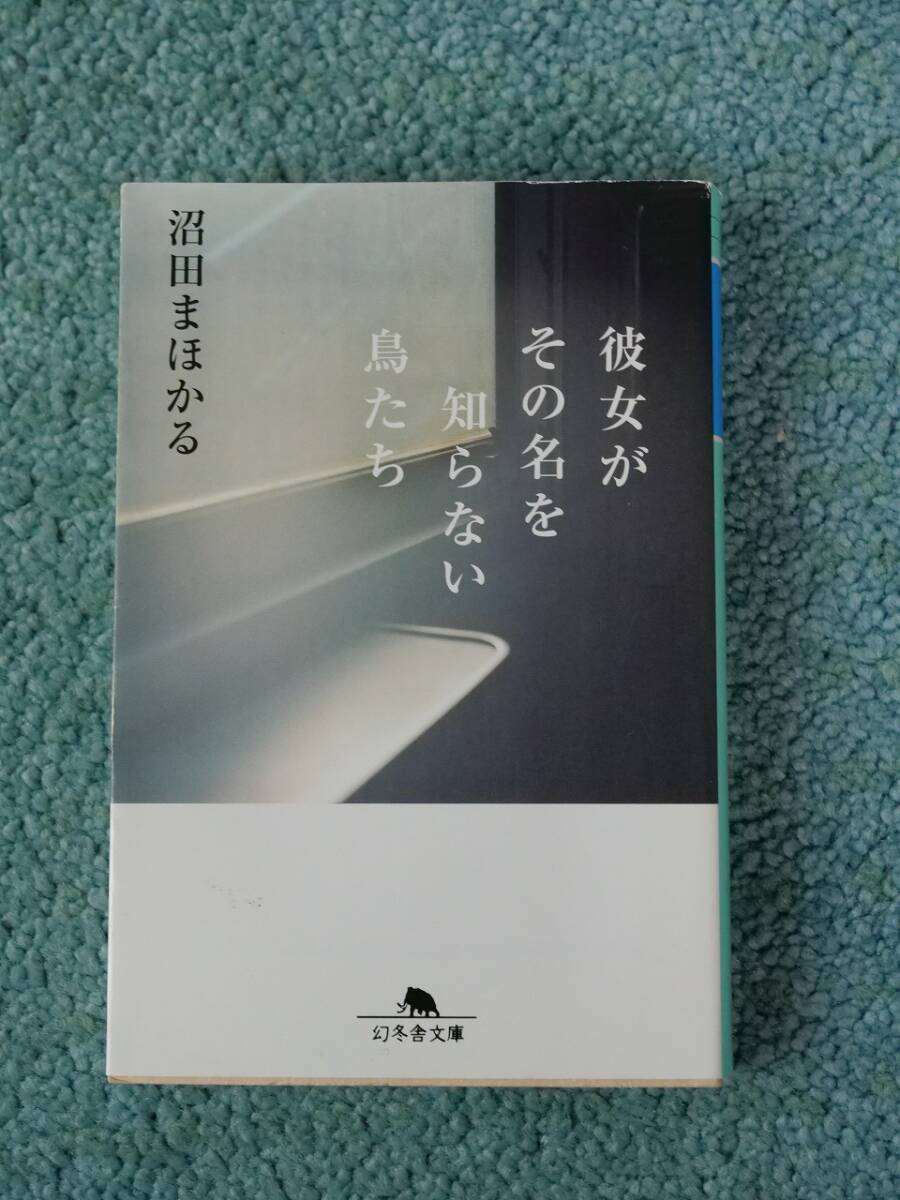 彼女が
その名を
知らない
鳥たち
沼田まほかる
幻冬舎文庫